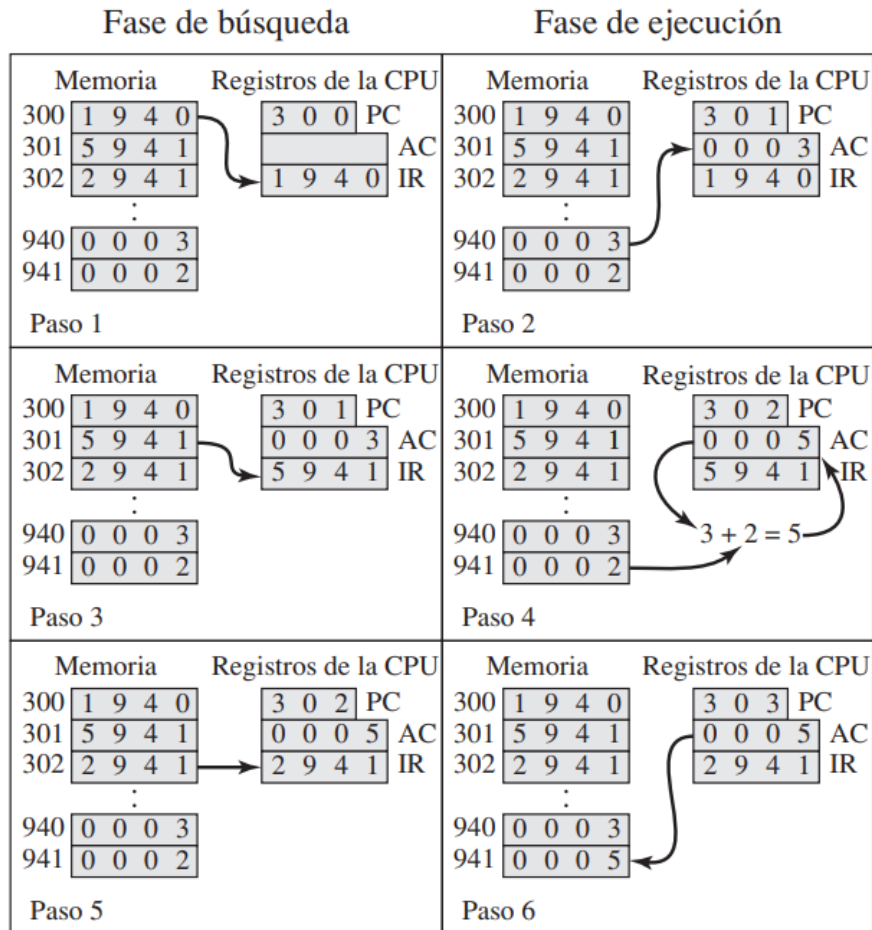 Fase de búsqueda
Fase de ejecución
Memoria Registros de la CPU
300 1 9 4 0 3 0 0 PC
301 5 9 4 1 AC
302 2 9 4 1 1 9 4 0 IR
:
940 0 0 0 3
941 0 0 0 2
Paso 1
Memoria Registros de la CPU
300 1 9 4 0 3 0 1 PC
301 5 9 4 1 0 0 0 3 AC
302 2 9 4 1 1 9 4 0 IR
:
940 0 0 0 3
941 0 0 0 2
Paso 2
Memoria Registros de la CPU
300 1 9 4 0 3 0 1 PC
301 5 9 4 1 0 0 0 3 AC
302 2 9 4 1 5 9 4 1 IR
:
940 0 0 0 3
941 0 0 0 2
Paso 3
Memoria Registros de la CPU
300 1 9 4 0 3 0 2 PC
301 5 9 4 1 0 0 0 5 AC
302 2 9 4 1 5 9 4 1 IR
:
940 0 0 0 3 3 + 2 = 5
941 0 0 0 2
Paso 4
Memoria Registros de la CPU
300 1 9 4 0 3 0 2 PC
301 5 9 4 1 0 0 0 5 AC
302 2 9 4 1 2 9 4 1 IR
:
940 0 0 0 3
941 0 0 0 2
Paso 5
Memoria Registros de la CPU
300 1 9 4 0 3 0 3 PC
301 5 9 4 1 0 0 0 5 AC
302 2 9 4 1 2 9 4 1 IR
:
940 0 0 0 3
941 0 0 0 5
Paso 6